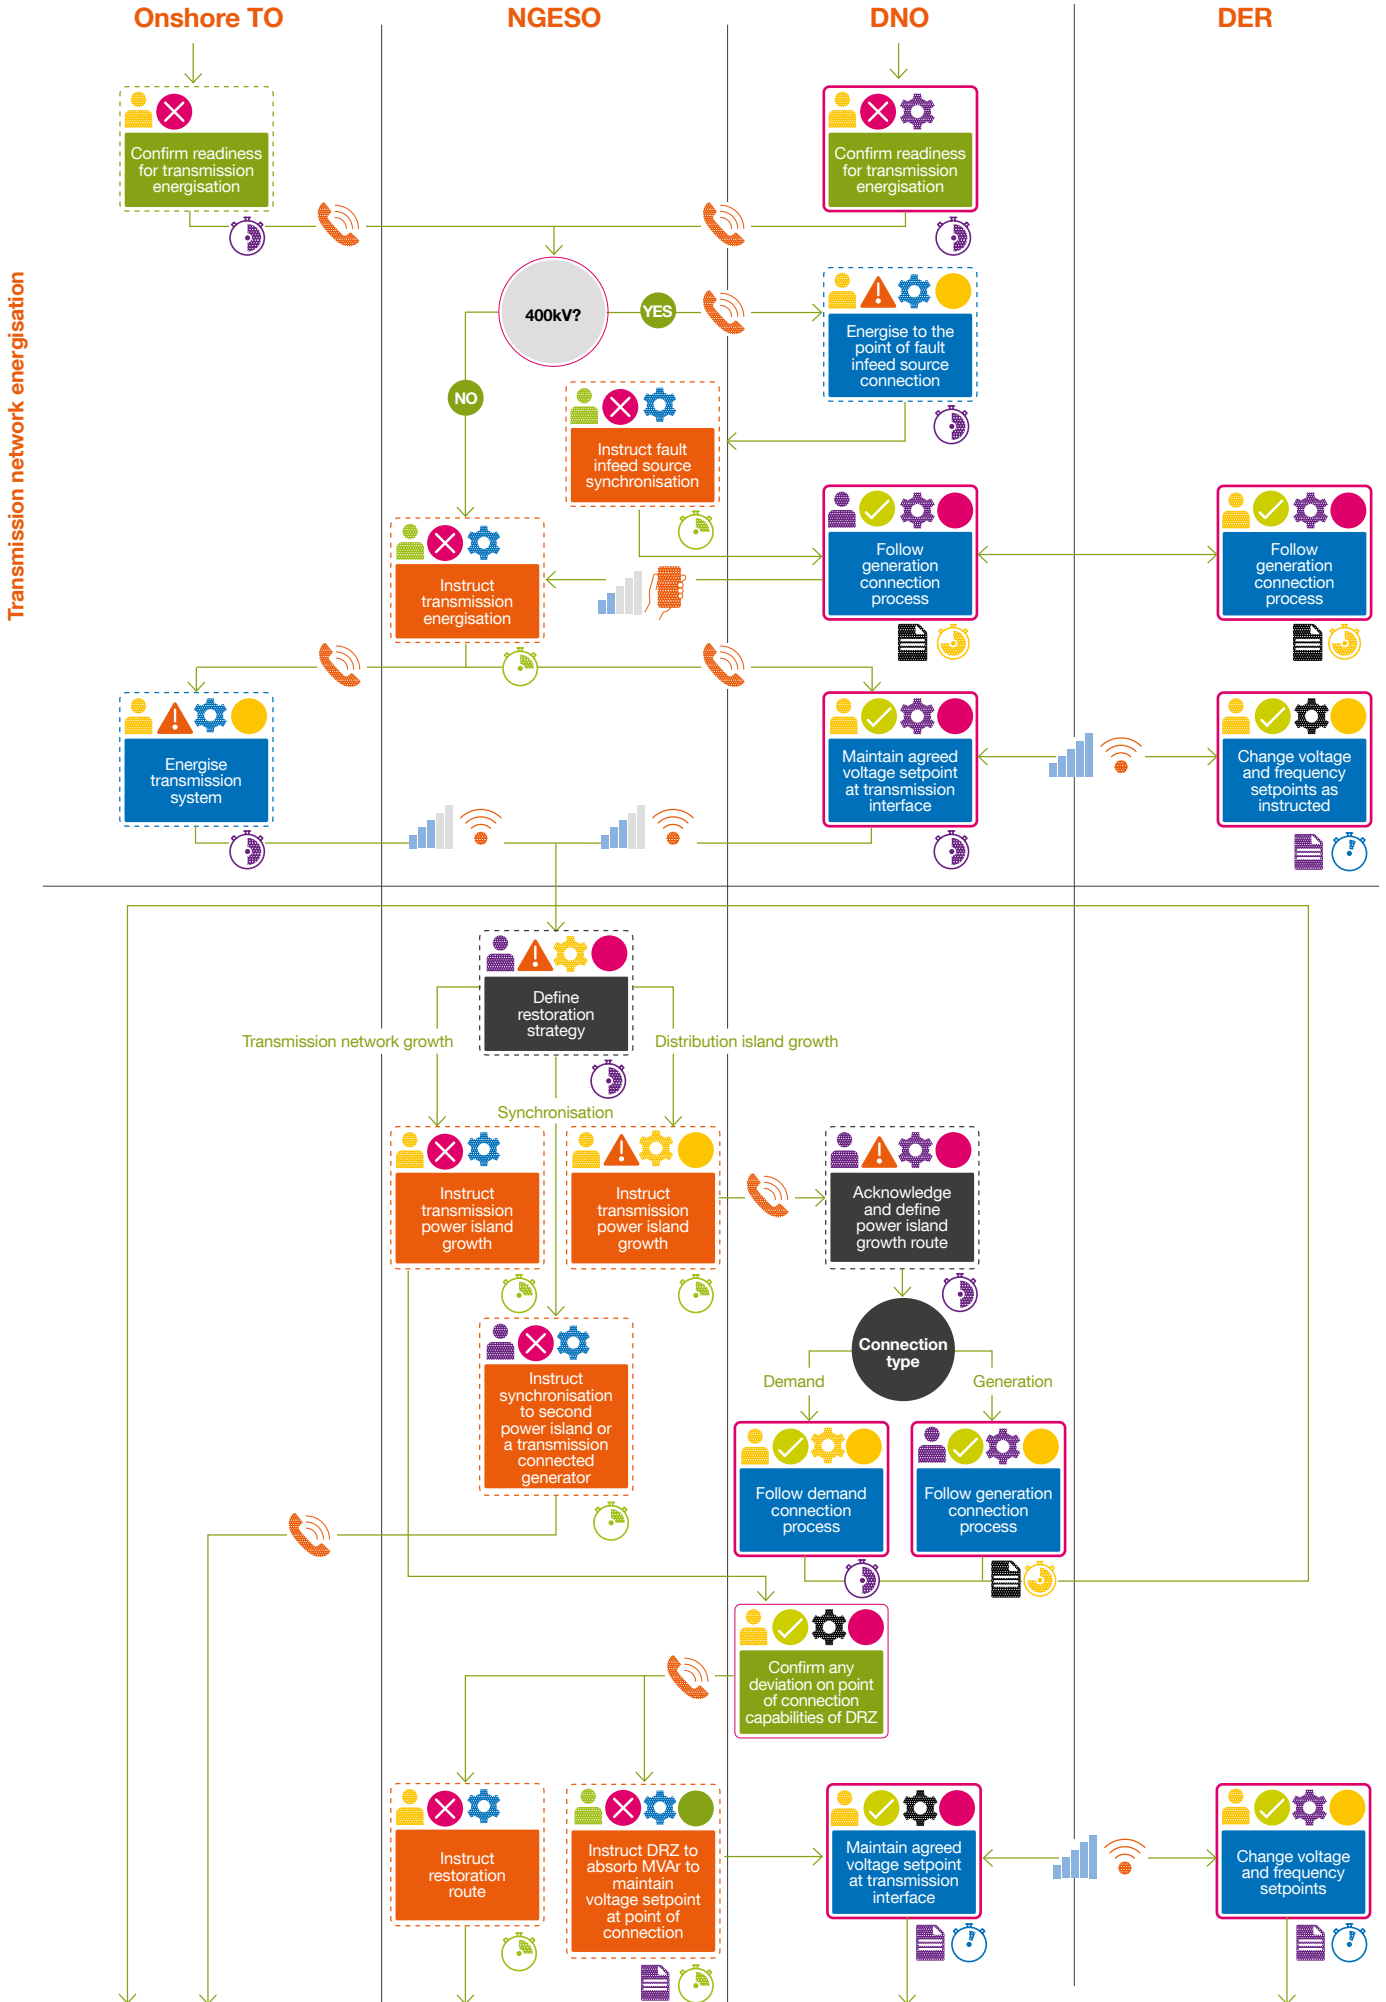 Onshore TO
NGESO
DNO
DER
Transmission network energisation
Confirm readiness
for transmission
energisation
Confirm readiness
for transmission
energisation
400kV?
YES
NO
Energise to the
point of fault
infeed source
connection
Instruct fault
infeed source
synchronisation
Instruct
transmission
energisation
Follow
generation
connection
process
Follow
generation
connection
process
Energise
transmission
system
Maintain agreed
voltage setpoint
at transmission
interface
Change voltage
and frequency
setpoints as
instructed
Define
restoration
strategy
Transmission network growth
Distribution island growth
Synchronisation
Instruct
transmission
power island
growth
Instruct
transmission
power island
growth
Acknowledge
and define
power island
growth route
Connection
type
Demand
Generation
Instruct
synchronisation
to second
power island or
a transmission
connected
generator
Follow demand
connection
process
Follow generation
connection
process
Confirm any
deviation on point
of connection
capabilities of DRZ
Instruct
restoration
route
Instruct DRZ to
absorb MVAr to
maintain
voltage setpoint
at point of
connection
Maintain agreed
voltage setpoint
at transmission
interface
Change voltage
and frequency
setpoints